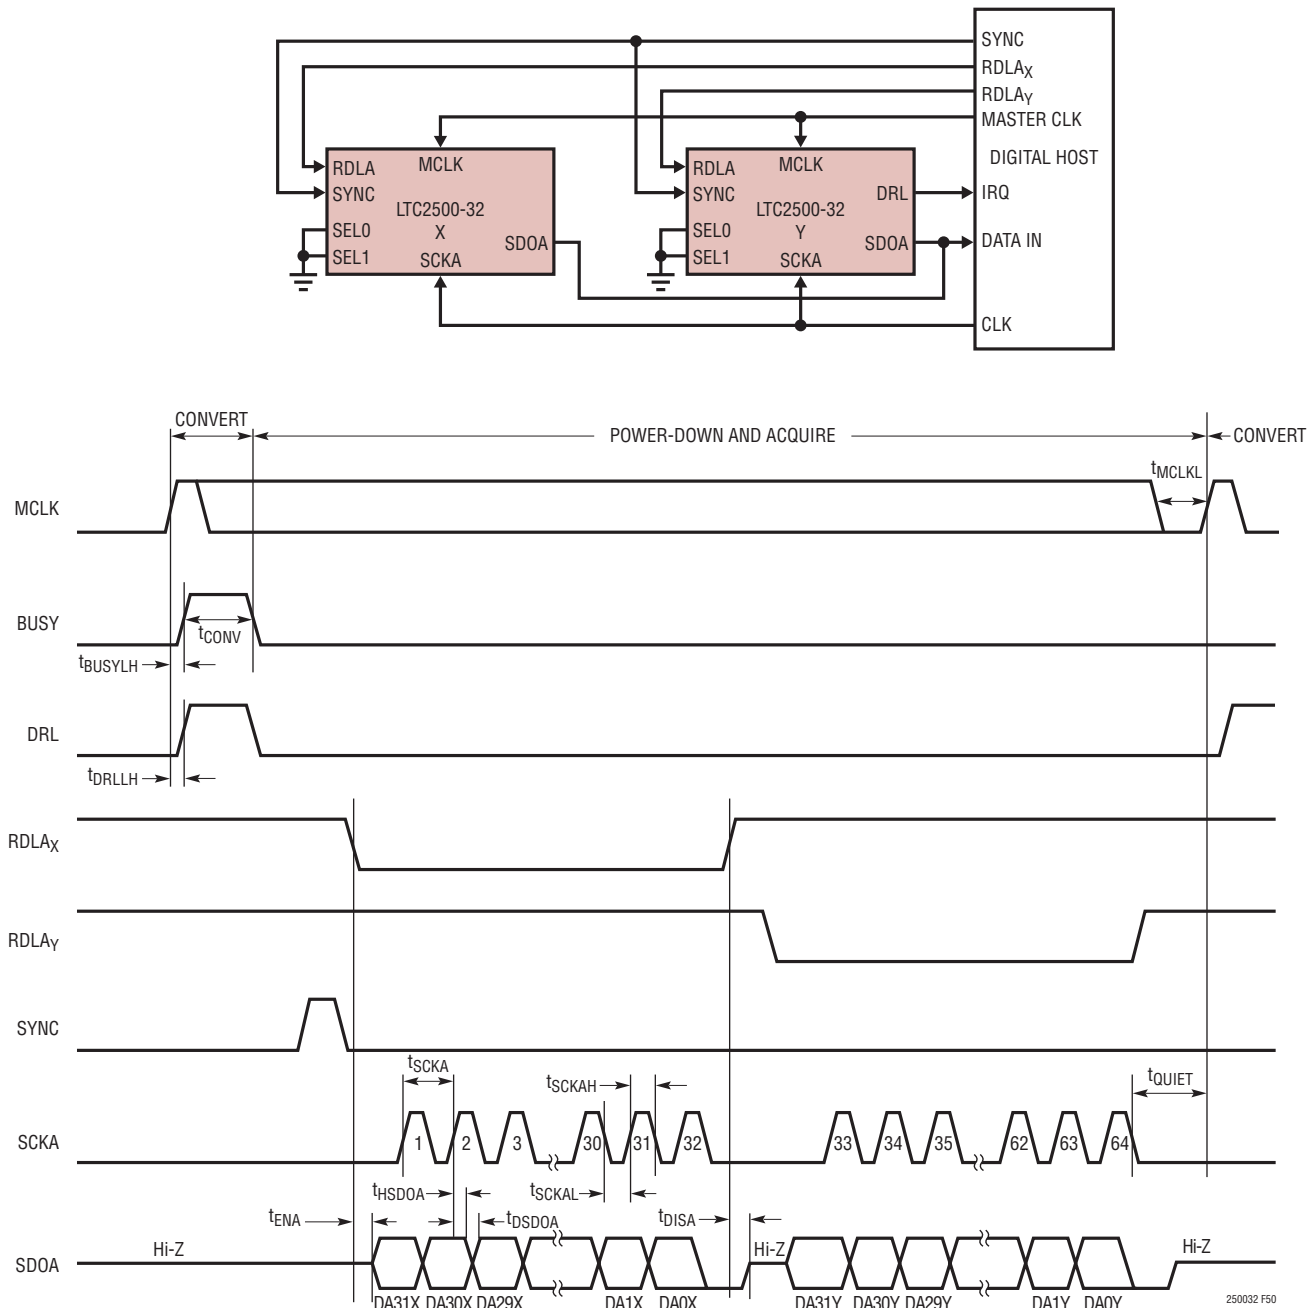 SYNC
RDLAX
RDLAY
MASTER CLK
DIGITAL HOST
IRQ
DATA IN
CLK
RDLA
MCLK
SYNC
LTC2500-32
X
SEL0
SEL1
SDOA
SCKA
RDLA
MCLK
SYNC
DRL
LTC2500-32
Y
SEL0
SEL1
SDOA
SCKA
CONVERT
POWER-DOWN AND ACQUIRE
CONVERT
MCLK
tMCLKL
BUSY
tCONV
tBUSYLH
DRL
tDRLLH
RDLAX
RDLAY
SYNC
tSCKA
tSCKAH
tQUIET
SCKA
1 2 3 30 31 32 33 34 35 62 63 64
tHSDOA
tSCKAL
tENA
tDSDOA
tDISA
SDOA
Hi-Z
Hi-Z
Hi-Z
DA31X DA30X DA29X DA1X DA0X DA31Y DA30Y DA29Y DA1Y DA0Y
250032 F50